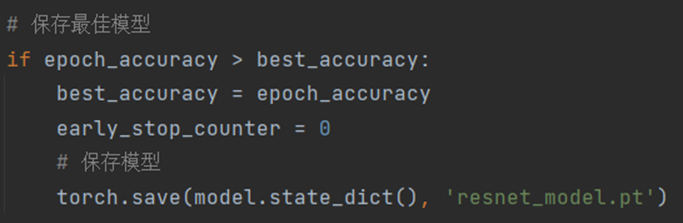 # 保存最佳模型
if epoch_accuracy > best_accuracy:
    best_accuracy = epoch_accuracy
    early_stop_counter = 0
    # 保存模型
    torch.save(model.state_dict(), 'resnet_model.pt')